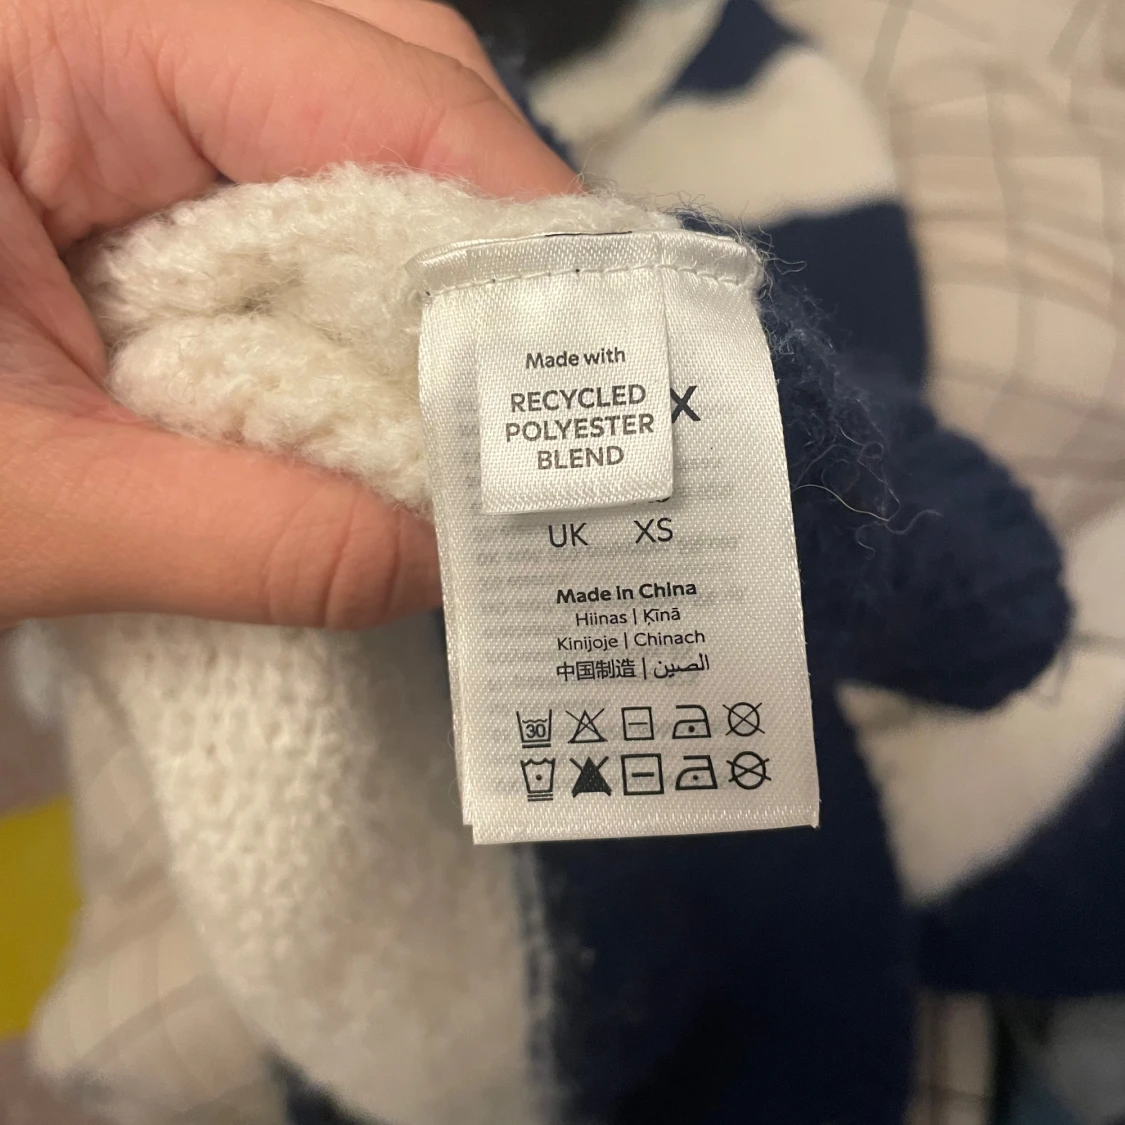 Made with
RECYCLED
POLYESTER
BLEND
X
UK XS
Made in China
Hiinas | Ķīnā
Kinijoje | Chinach
中国制造 | الصين
30